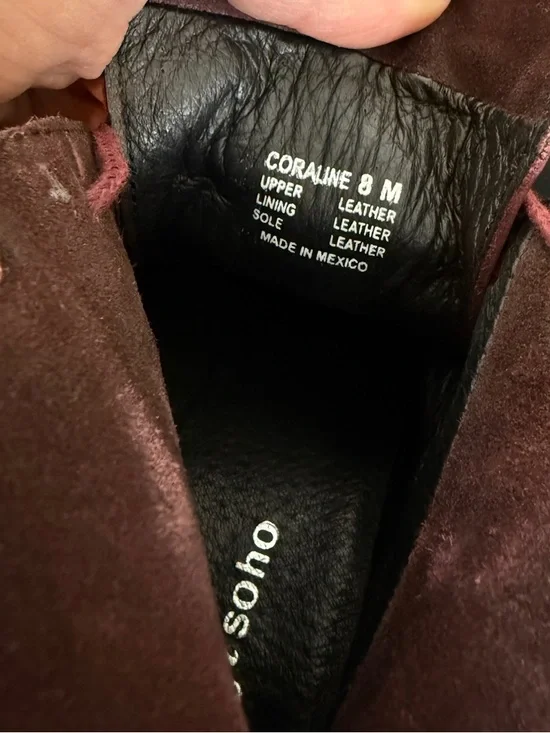 CORALINE 8 M
UPPER LEATHER
LINING LEATHER
SOLE LEATHER
MADE IN MEXICO
soho